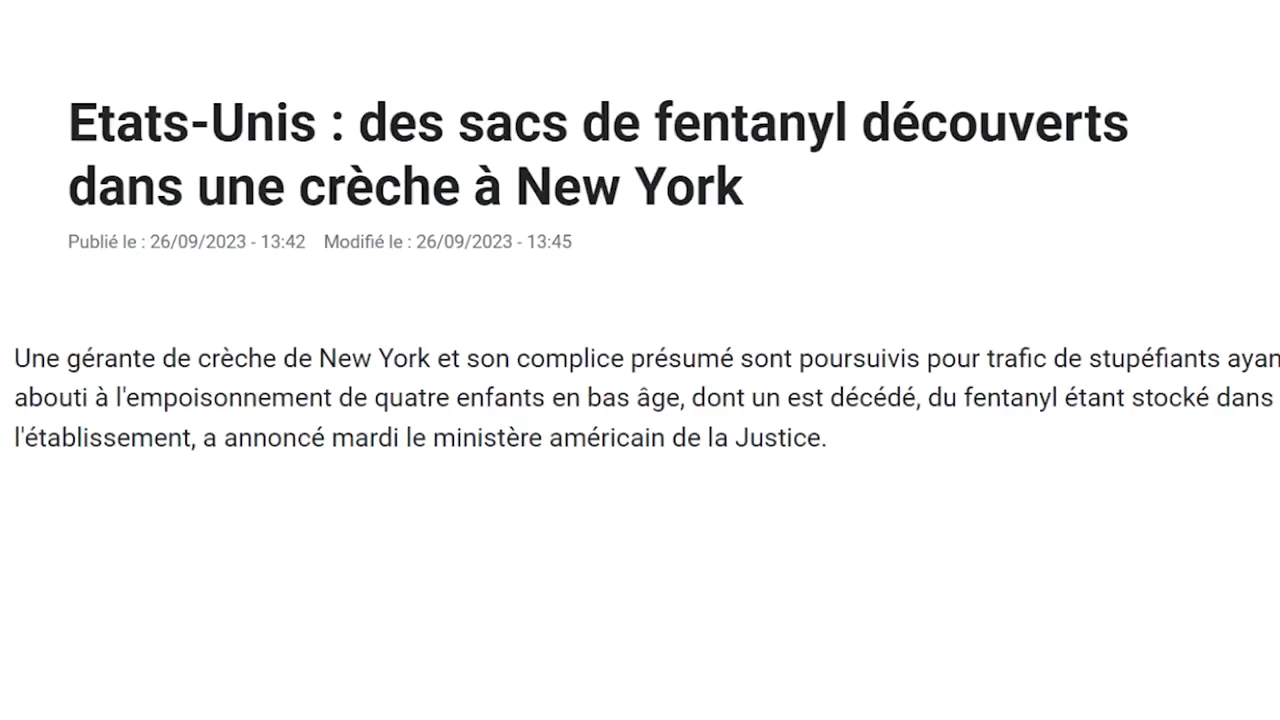 Etats-Unis : des sacs de fentanyl découverts
dans une crèche à New York
Publié le : 26/09/2023 - 13:42 Modifié le : 26/09/2023 - 13:45
Une gérante de crèche de New York et son complice présumé sont poursuivis pour trafic de stupéfiants ayan
abouti à l'empoisonnement de quatre enfants en bas âge, dont un est décédé, du fentanyl étant stocké dans
l'établissement, a annoncé mardi le ministère américain de la Justice.